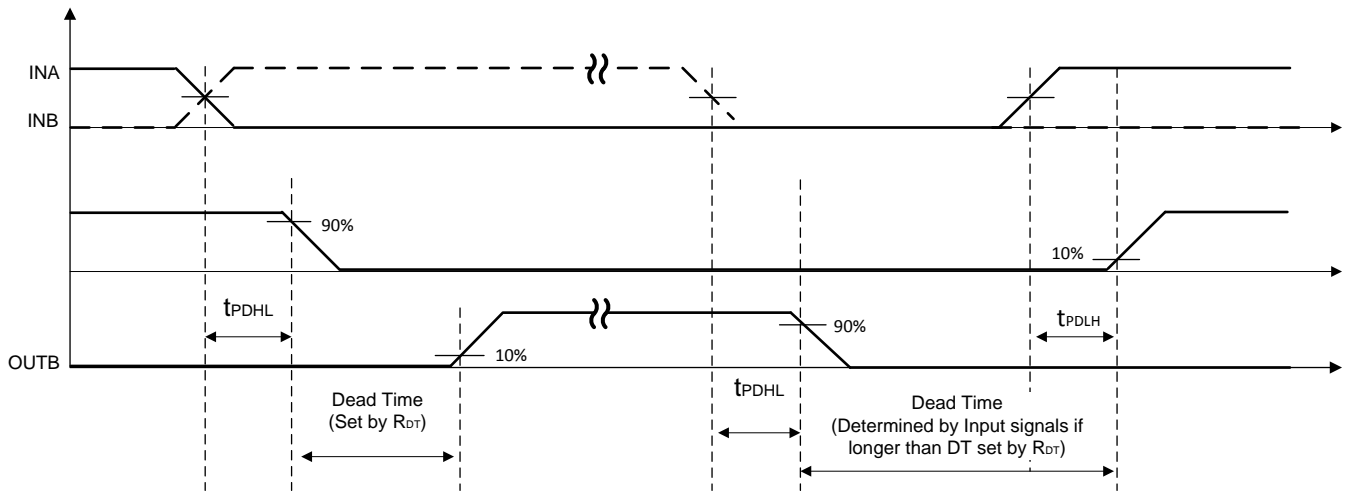 INA
INB
90%
10%
tPDHL
tPDLH
10%
90%
OUTB
Dead Time
(Set by RDT)
tPDHL
Dead Time
(Determined by Input signals if
longer than DT set by RDT)